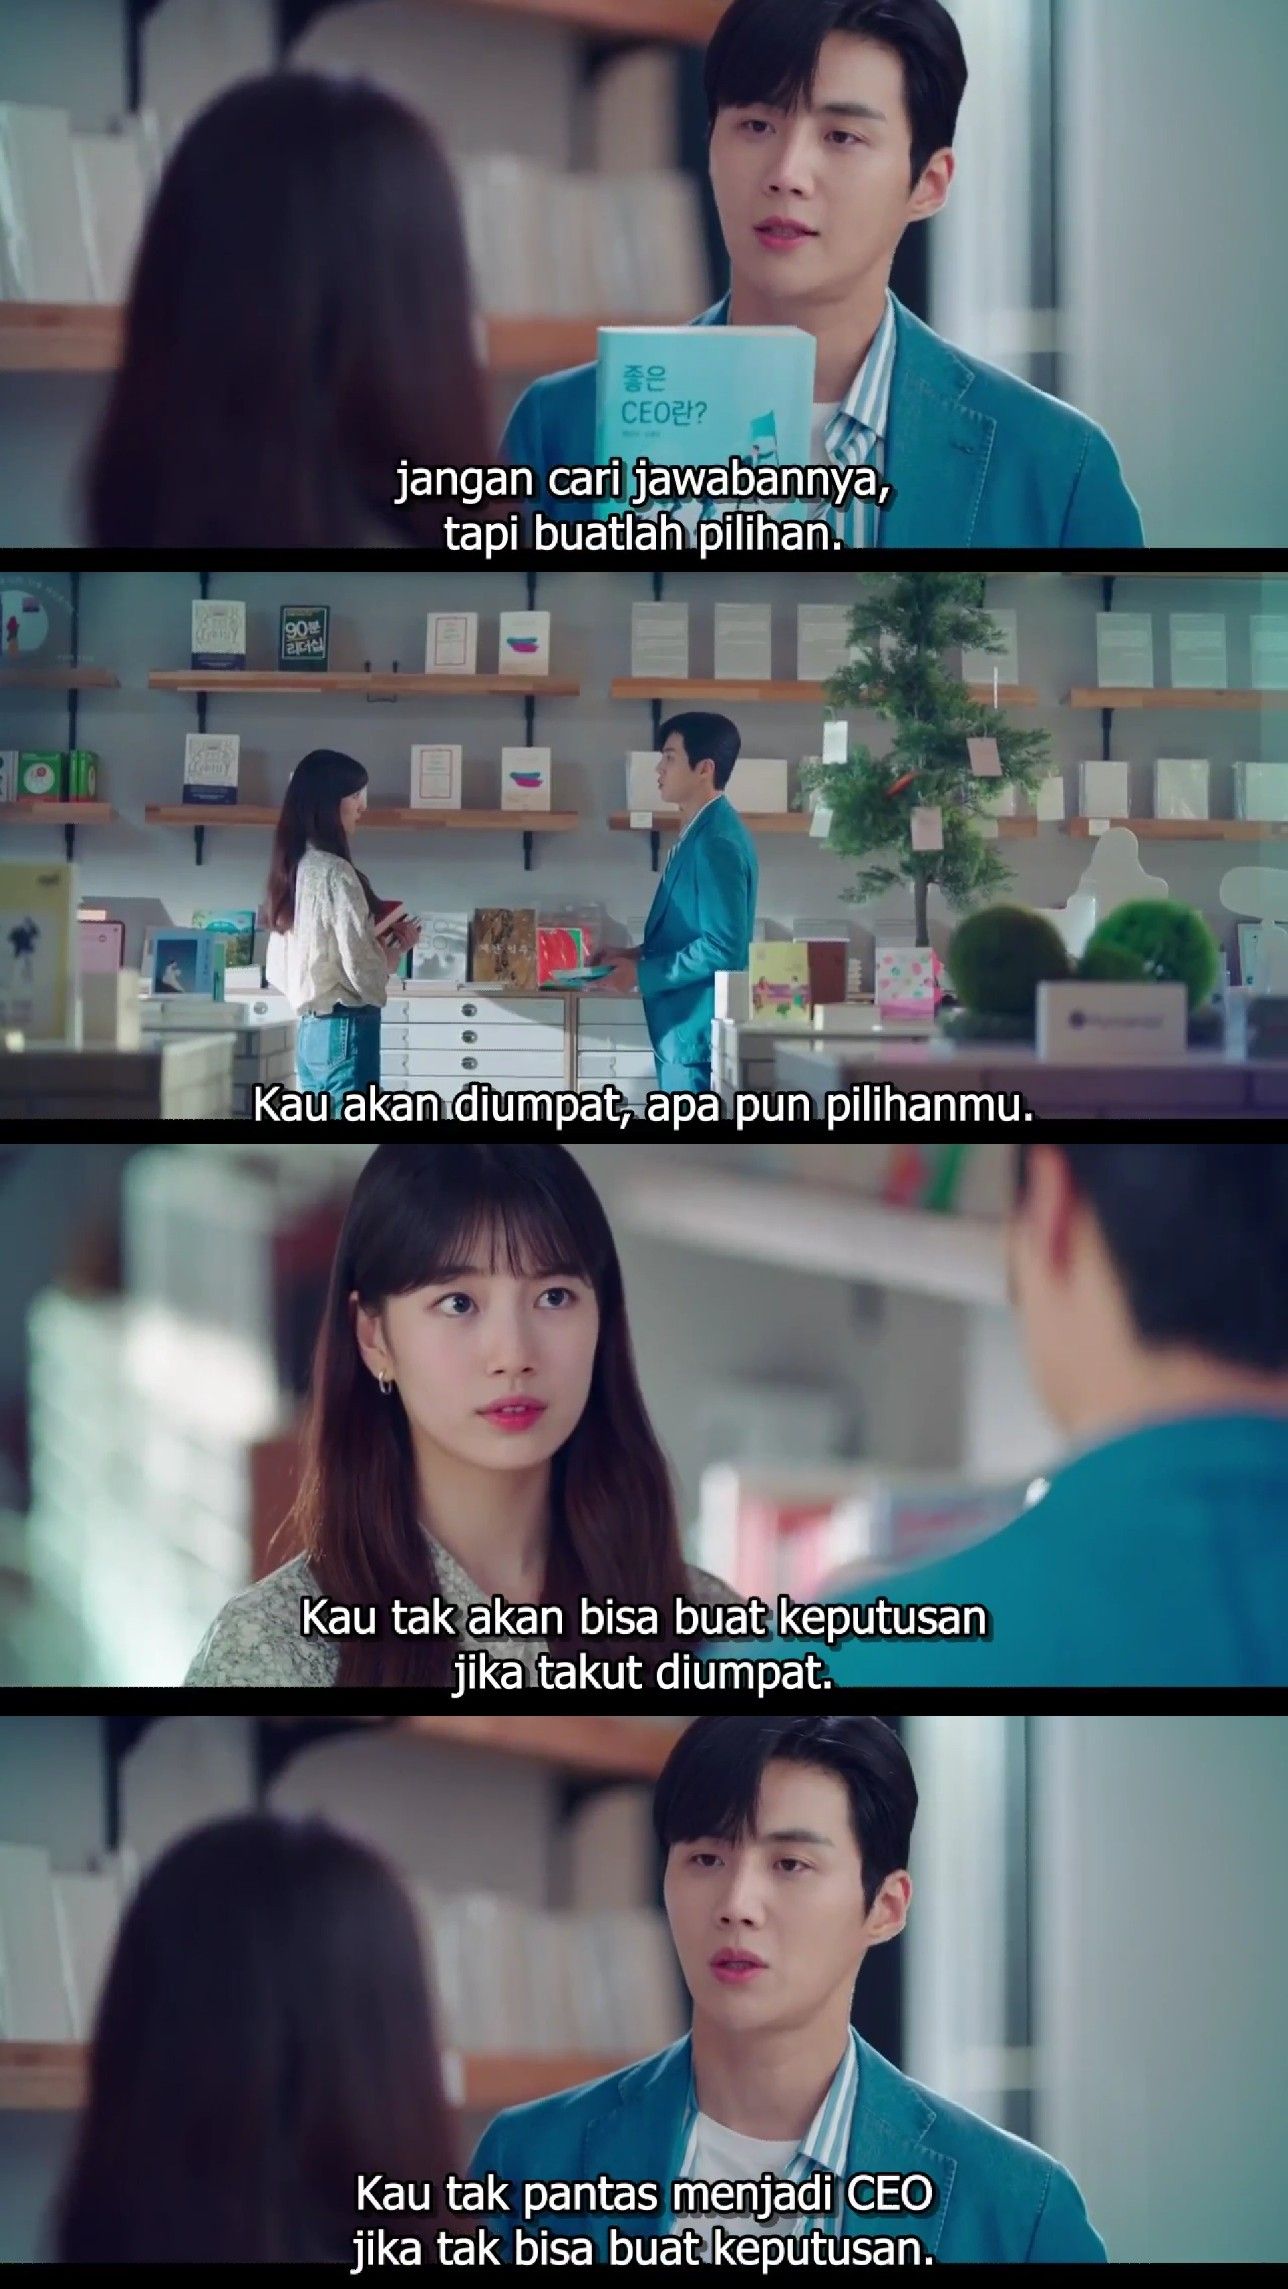 좋은
CEO란?
jangan cari jawabannya,
tapi buatlah pilihan.
90분
리더십
Kau akan diumpat, apa pun pilihanmu.
Kau tak akan bisa buat keputusan
jika takut diumpat.
Kau tak pantas menjadi CEO
jika tak bisa buat keputusan.